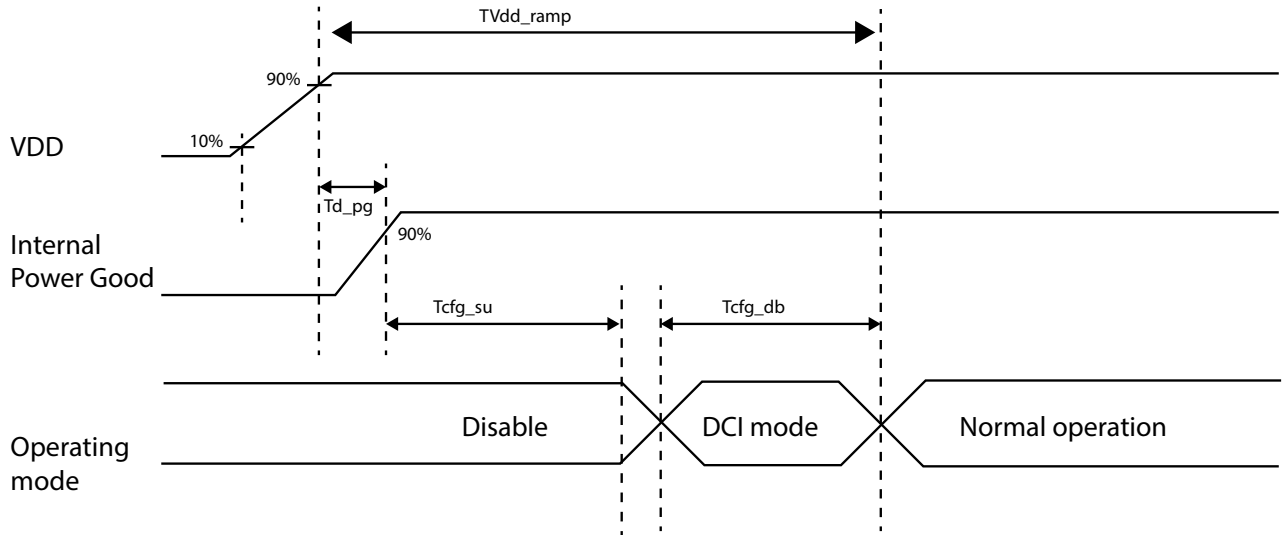 TVdd_ramp
90%
10%
VDD
Td_pg
90%
Internal
Power Good
Tcfg_su
Tcfg_db
Disable
DCI mode
Normal operation
Operating
mode